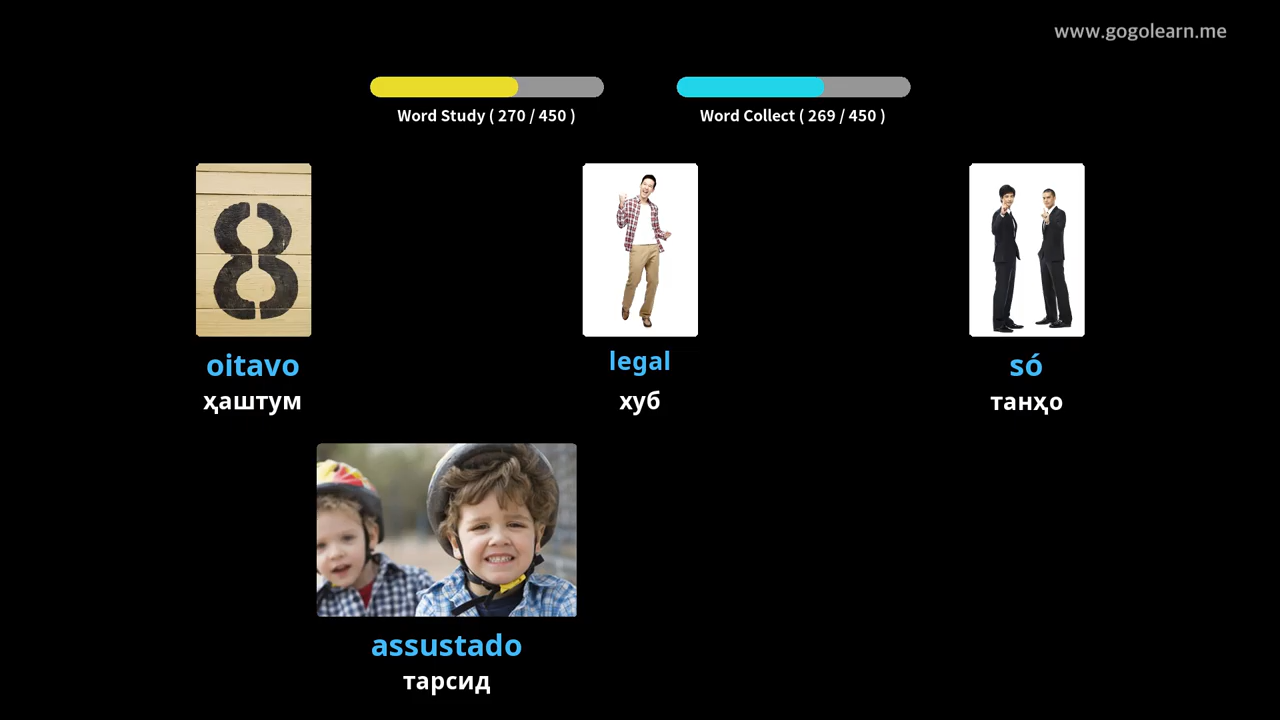 www.gogolearn.me
Word Study ( 270 / 450 )
Word Collect ( 269 / 450 )
8
oitavo
ҳаштум
legal
хуб
só
танҳо
assustado
тарсид